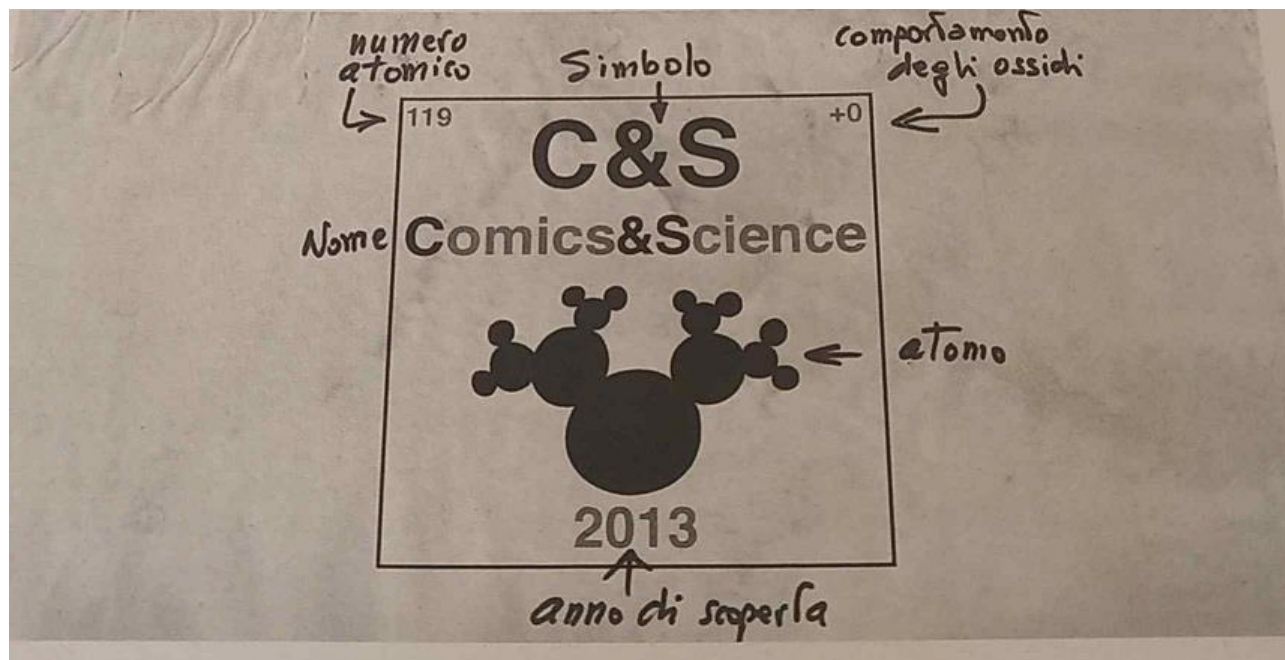 numero
atomico
Simbolo
comportamento
degli ossidi
119
+0
C&S
Nome
Comics&Science
atomo
2013
anno di scoperta